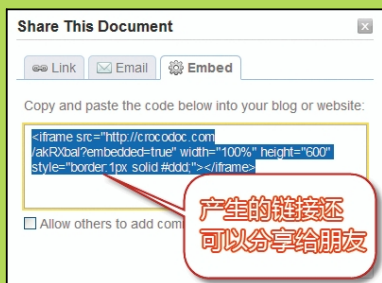 Share This Document
Link
Email
Embed
Copy and paste the code below into your blog or website:
<iframe src="http://crocodoc.com
/akRXbal?embedded=true" width="100%" height="600"
style="border:1px solid #ddd;"></iframe>
产生的链接还
可以分享给朋友
Allow others to add